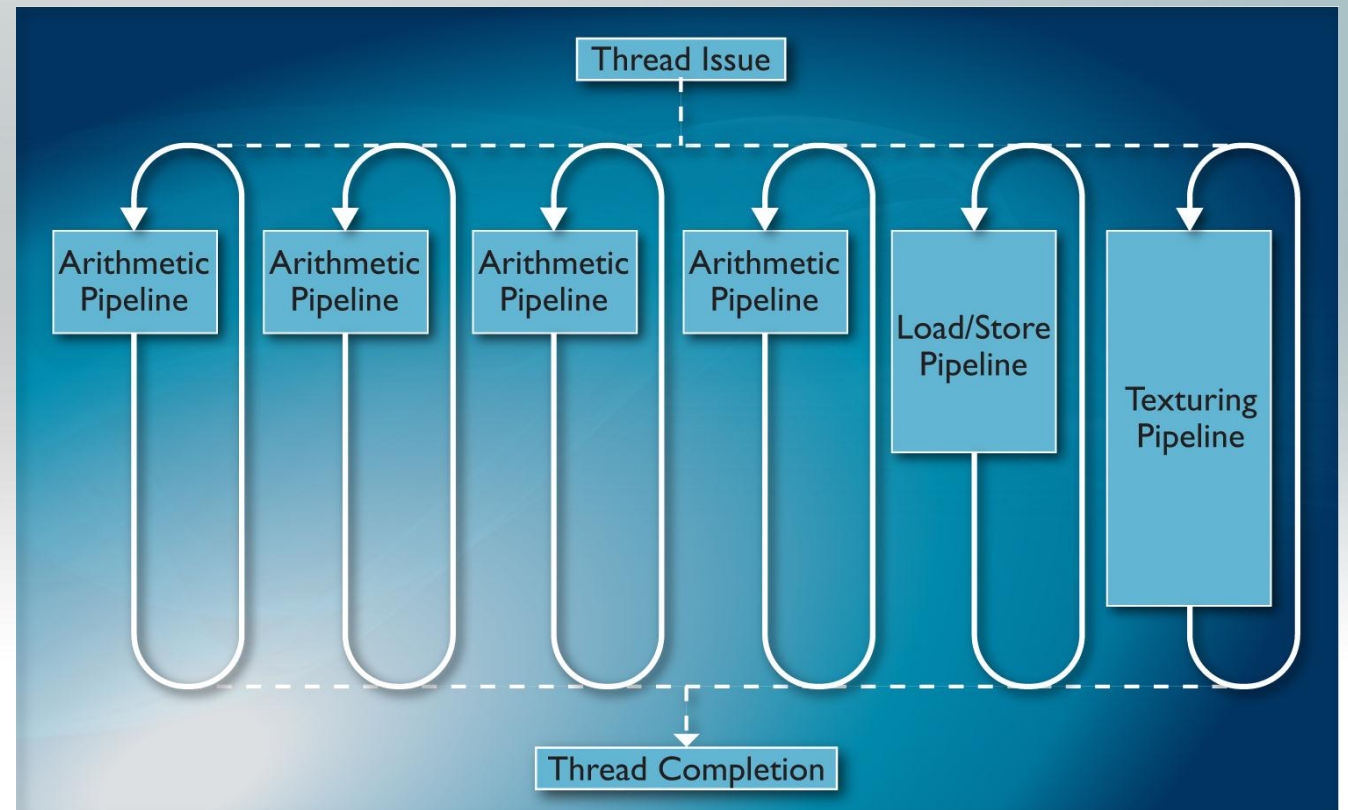 Thread Issue
Arithmetic
Pipeline
Arithmetic
Pipeline
Arithmetic
Pipeline
Arithmetic
Pipeline
Load/Store
Pipeline
Texturing
Pipeline
Thread Completion